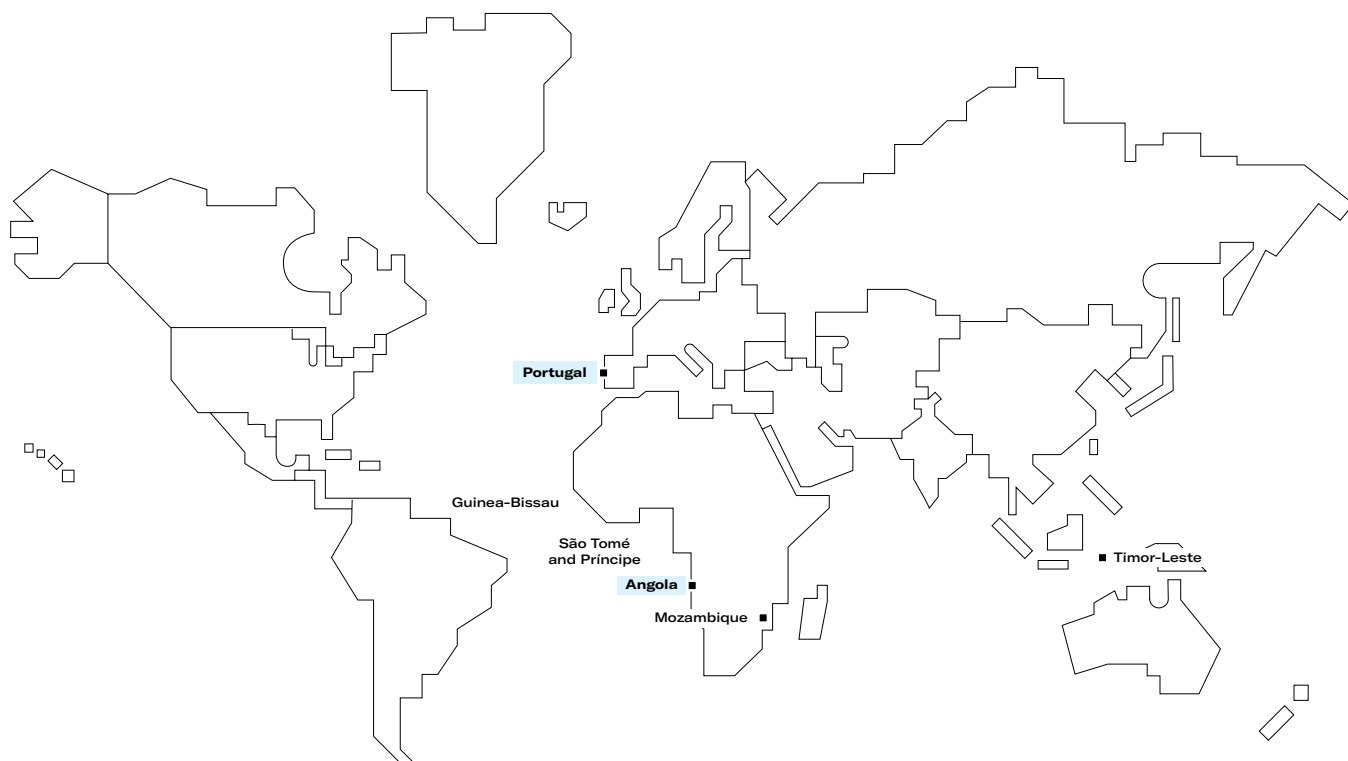 Portugal
Guinea-Bissau
São Tomé
and Príncipe
Timor-Leste
Angola
Mozambique